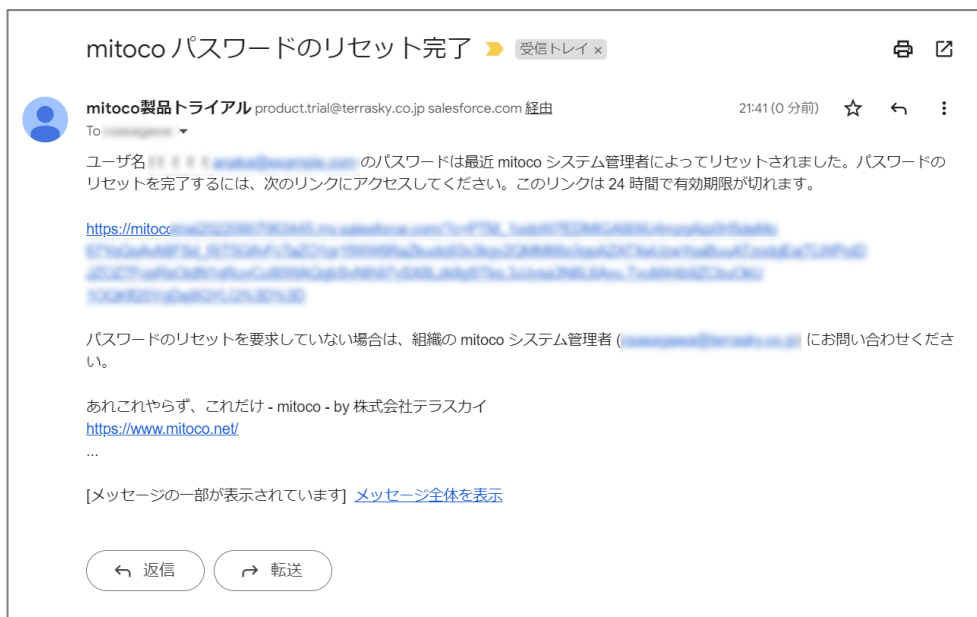 mitoco パスワードのリセット完了
受信トレイ ×
mitoco製品トライアル product.trial@terrasky.co.jp salesforce.com 経由
21:41 (0 分前)
To
ユーザ名 のパスワードは最近 mitoco システム管理者によってリセットされました。パスワードの
リセットを完了するには、次のリンクにアクセスしてください。このリンクは 24 時間で有効期限が切れます。
https://mitoco
パスワードのリセットを要求していない場合は、組織の mitoco システム管理者 ( ) にお問い合わせくださ
い。
あれこれやらず、これだけ - mitoco - by 株式会社テラスカイ
https://www.mitoco.net/
...
[メッセージの一部が表示されています] メッセージ全体を表示
返信
転送